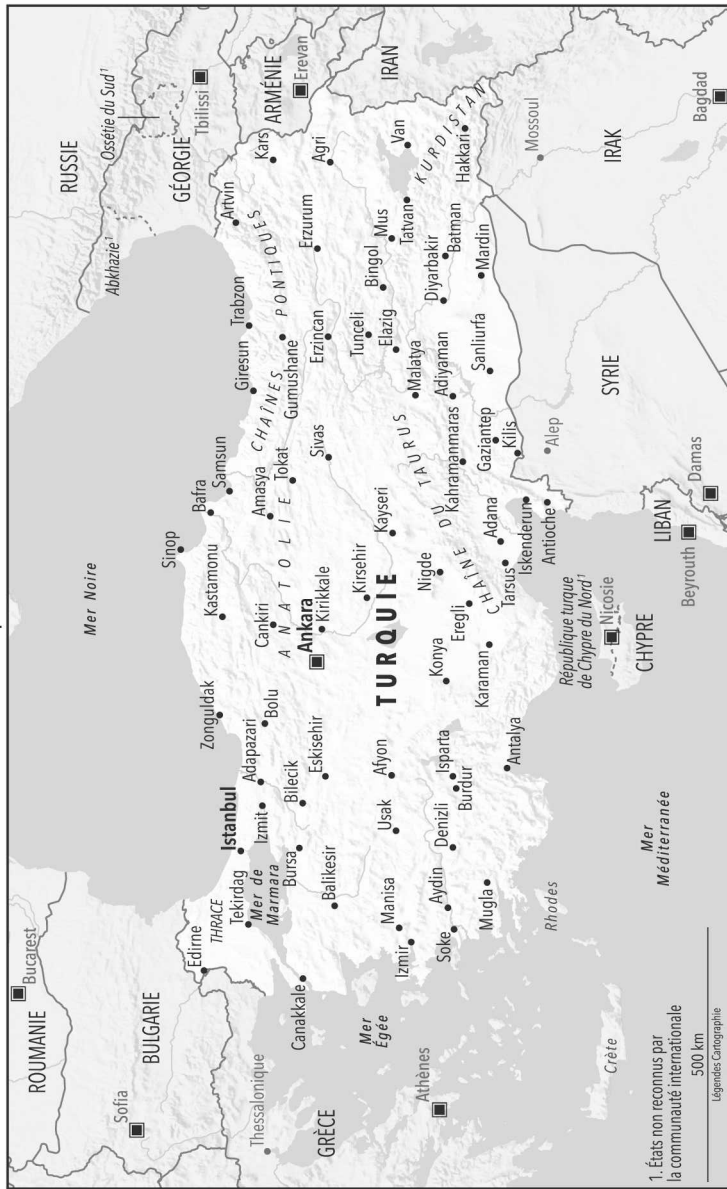 RUSSIE
Ossétie du Sud¹
Abkhazie¹
GÉORGIE
Tbilissi
ARMÉNIE
Erevan
IRAN
ROUMANIE
Bucarest
BULGARIE
Sofia
Mer Noire
Thessalonique
GRÈCE
Athènes
Edirne
THRACE
Tekirdag
Mer de
Marmara
Istanbul
Izmit
Adapazari
Zonguldak
Bolu
Kastamonu
Sinop
Bafra
Samsun
Amasya
Tokat
Giresun
Trabzon
Gumushane
Artvin
Kars
CHAÎNES PONTIQUES
Cankiri
ANATOLIE
Ankara
Kirikkale
Canakkale
Bursa
Bilecik
Eskisehir
Balikesir
Sivas
Erzincan
Erzurum
Agri
Mer
Égée
Manisa
Izmir
Usak
Afyon
TURQUIE
Kirsehir
Kayseri
Tunceli
Elazig
Bingol
Mus
Tatvan
Van
Malatya
KURDISTAN
Soke
Aydin
Denizli
Isparta
Burdur
Konya
Nigde
Eregli
CHAÎNE DU TAURUS
Kahramanmaras
Adiyaman
Diyarbakir
Batman
Hakkari
Mugla
Antalya
Karaman
Tarsus
Adana
Gaziantep
Sanliurfa
Mardin
Iskenderun
Kilis
Antioche
Alep
Mossoul
SYRIE
IRAK
Bagdad
Rhodes
Mer
Méditerranée
Crète
République turque
de Chypre du Nord¹
Nicosie
CHYPRE
LIBAN
Beyrouth
Damas
1. États non reconnus par
la communauté internationale
500 km
Légendes Cartographie